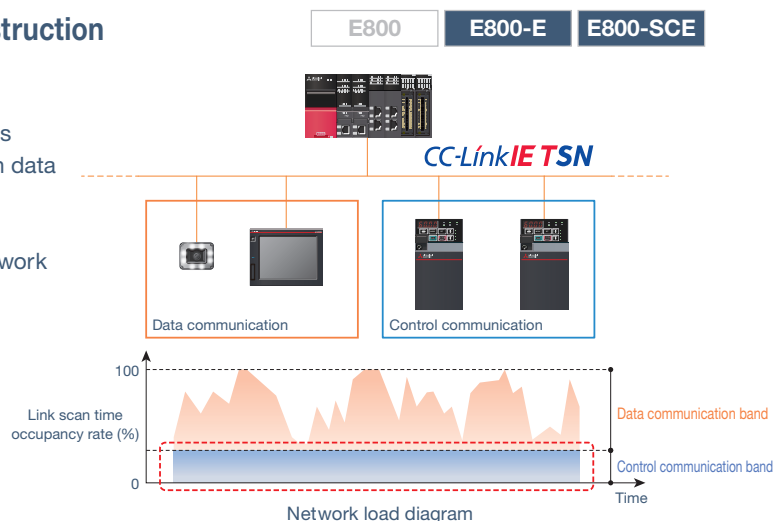 struction
E800
E800-E
E800-SCE
s
n data
work
CC-Link IE TSN
Data communication
Control communication
100
Link scan time
occupancy rate (%)
0
Data communication band
Control communication band
Time
Network load diagram